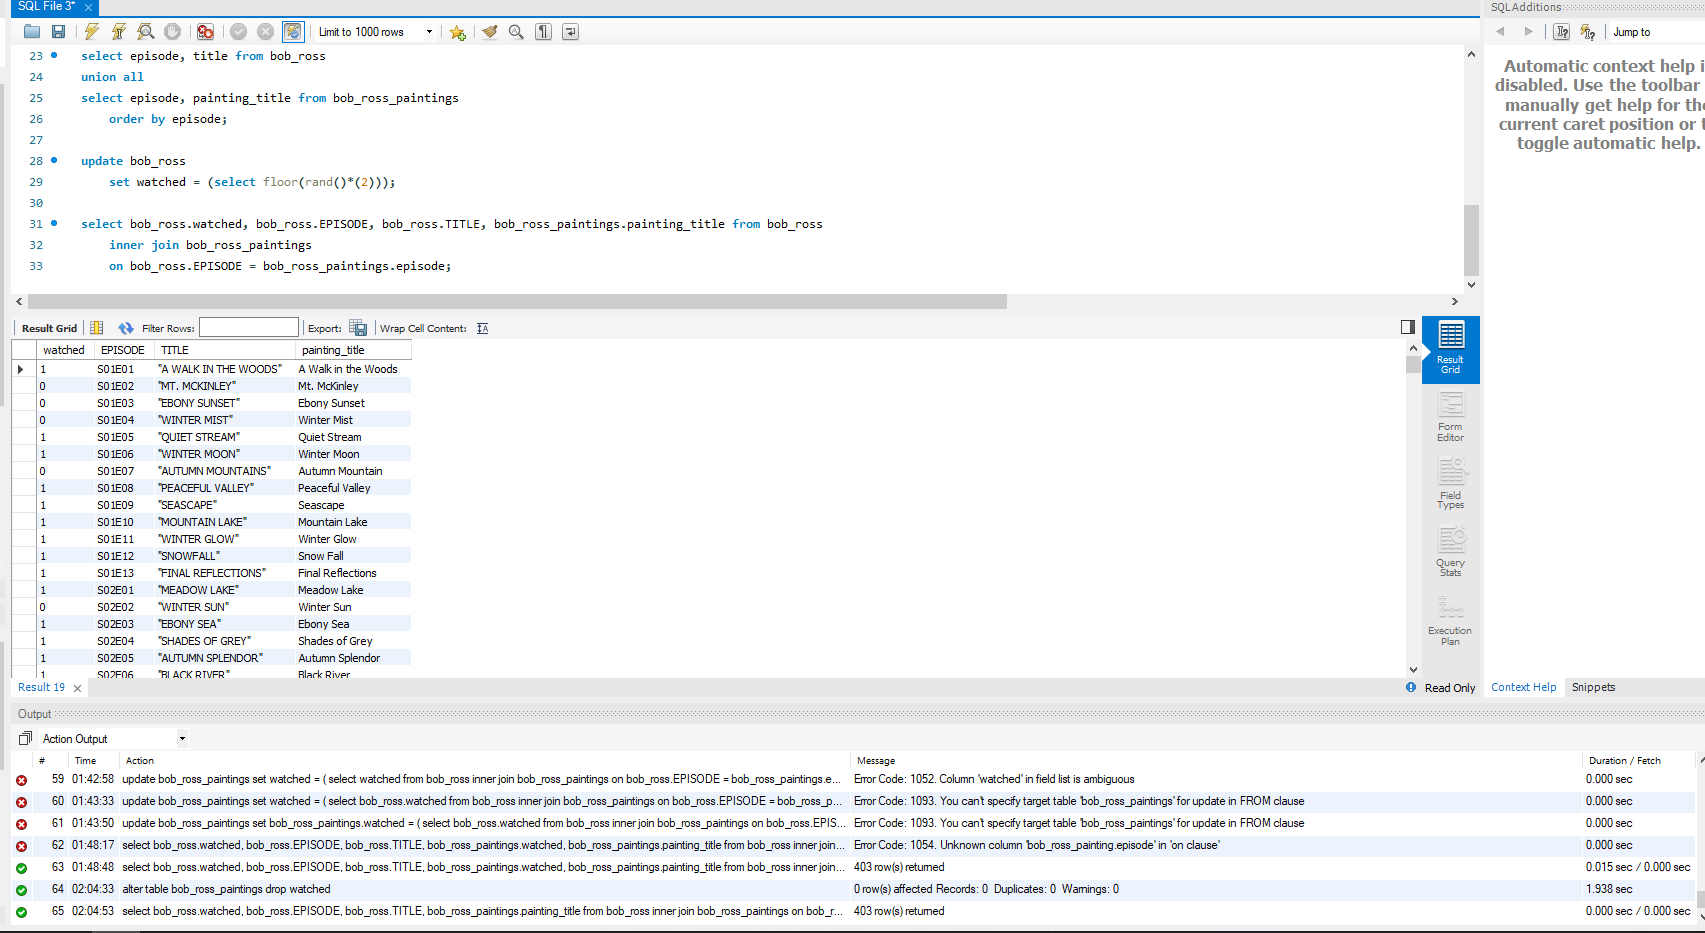 SQL File 3*
SQLAdditions
Limit to 1000 rows
Jump to
23 select episode, title from bob_ross
24 union all
25 select episode, painting_title from bob_ross_paintings
26 order by episode;
27
28 update bob_ross
29 set watched = (select floor(rand()*(2)));
30
31 select bob_ross.watched, bob_ross.EPISODE, bob_ross.TITLE, bob_ross_paintings.painting_title from bob_ross
32 inner join bob_ross_paintings
33 on bob_ross.EPISODE = bob_ross_paintings.episode;
Automatic context help i
disabled. Use the toolbar
manually get help for the
current caret position or t
toggle automatic help.
Result Grid Filter Rows: Export: Wrap Cell Content:
watched EPISODE TITLE painting_title
1 S01E01 "A WALK IN THE WOODS" A Walk in the Woods
0 S01E02 "MT. MCKINLEY" Mt. McKinley
0 S01E03 "EBONY SUNSET" Ebony Sunset
0 S01E04 "WINTER MIST" Winter Mist
1 S01E05 "QUIET STREAM" Quiet Stream
1 S01E06 "WINTER MOON" Winter Moon
0 S01E07 "AUTUMN MOUNTAINS" Autumn Mountain
1 S01E08 "PEACEFUL VALLEY" Peaceful Valley
1 S01E09 "SEASCAPE" Seascape
1 S01E10 "MOUNTAIN LAKE" Mountain Lake
1 S01E11 "WINTER GLOW" Winter Glow
1 S01E12 "SNOWFALL" Snow Fall
1 S01E13 "FINAL REFLECTIONS" Final Reflections
1 S02E01 "MEADOW LAKE" Meadow Lake
0 S02E02 "WINTER SUN" Winter Sun
1 S02E03 "EBONY SEA" Ebony Sea
1 S02E04 "SHADES OF GREY" Shades of Grey
1 S02E05 "AUTUMN SPLENDOR" Autumn Splendor
1 S02E06 "BLACK RIVER" Black River
Result
Grid
Form
Editor
Field
Types
Query
Stats
Execution
Plan
Result 19
Read Only
Context Help Snippets
Output
Action Output
# Time Action Message Duration / Fetch
59 01:42:58 update bob_ross_paintings set watched = ( select watched from bob_ross inner join bob_ross_paintings on bob_ross.EPISODE = bob_ross_paintings.e... Error Code: 1052. Column 'watched' in field list is ambiguous 0.000 sec
60 01:43:33 update bob_ross_paintings set watched = ( select bob_ross.watched from bob_ross inner join bob_ross_paintings on bob_ross.EPISODE = bob_ross_p... Error Code: 1093. You can't specify target table 'bob_ross_paintings' for update in FROM clause 0.000 sec
61 01:43:50 update bob_ross_paintings set bob_ross_paintings.watched = ( select bob_ross.watched from bob_ross inner join bob_ross_paintings on bob_ross.EPIS... Error Code: 1093. You can't specify target table 'bob_ross_paintings' for update in FROM clause 0.000 sec
62 01:48:17 select bob_ross.watched, bob_ross.EPISODE, bob_ross.TITLE, bob_ross_paintings.watched, bob_ross_paintings.painting_title from bob_ross inner join... Error Code: 1054. Unknown column 'bob_ross_painting.episode' in 'on clause' 0.000 sec
63 01:48:48 select bob_ross.watched, bob_ross.EPISODE, bob_ross.TITLE, bob_ross_paintings.watched, bob_ross_paintings.painting_title from bob_ross inner join... 403 row(s) returned 0.015 sec / 0.000 sec
64 02:04:33 alter table bob_ross_paintings drop watched 0 row(s) affected Records: 0 Duplicates: 0 Warnings: 0 1.938 sec
65 02:04:53 select bob_ross.watched, bob_ross.EPISODE, bob_ross.TITLE, bob_ross_paintings.painting_title from bob_ross inner join bob_ross_paintings on bob_r... 403 row(s) returned 0.000 sec / 0.000 sec